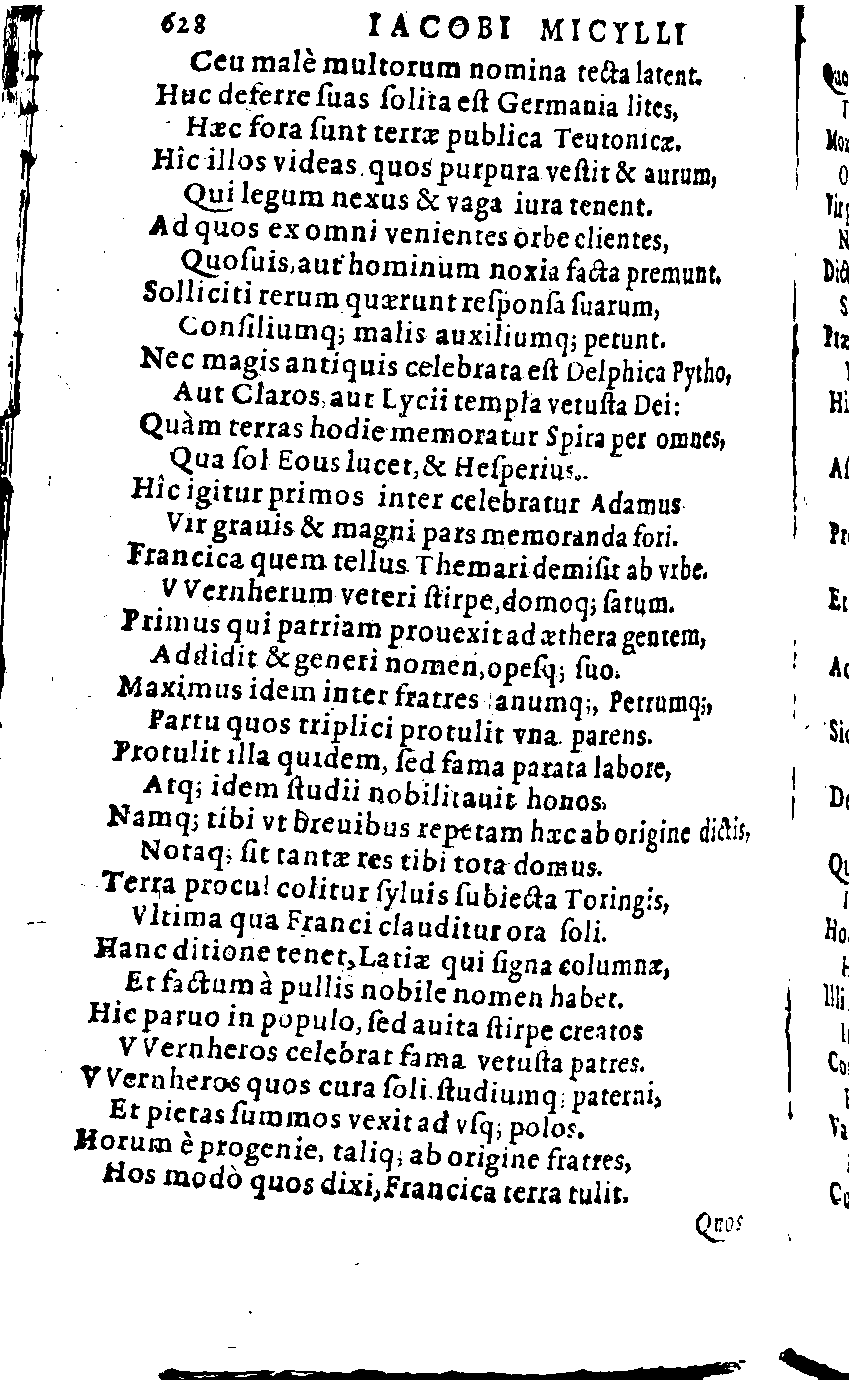 628 IACOBI MICYLLI
Ceu malè multorum nomina tecta latent.
Huc deferre ſuas ſolita eſt Germania lites,
Hæc fora ſunt terræ publica Teutonicæ.
Hîc illos videas, quos purpura veſtit & aurum,
Qui legum nexus & vaga iura tenent.
Ad quos ex omni venientes orbe clientes,
Quoſuis, aut hominum noxia facta premunt.
Solliciti rerum quærunt reſponſa ſuarum,
Conſiliumq; malis auxiliumq; petunt.
Nec magis antiquis celebrata eſt Delphica Pytho,
Aut Claros, aut Lycii templa vetuſta Dei:
Quàm terras hodie memoratur Spira per omnes,
Qua ſol Eous lucet, & Heſperius.
Hîc igitur primos inter celebratur Adamus
Vir grauis & magni pars memoranda fori.
Francica quem tellus Themari demiſit ab vrbe.
VVernherum veteri ſtirpe, domoq; ſatum.
Primus qui patriam prouexit ad æthera gentem,
Addidit & generi nomen, opeſq; ſuo.
Maximus idem inter fratres anumq;, Petrumq;,
Partu quos triplici protulit vna parens.
Protulit illa quidem, ſed fama parata labore,
Atq; idem ſtudii nobilitauit honos.
Namq; tibi vt breuibus repetam hæc ab origine dictis,
Notaq; ſit tantæ res tibi tota domus.
Terra procul colitur ſyluis ſubiecta Toringis,
Vltima qua Franci clauditur ora ſoli.
Hanc ditione tenet, Latiæ qui ſigna columnæ,
Et factum à pullis nobile nomen habet.
Hic paruo in populo, ſed auita ſtirpe creatos
VVernheros celebrat fama vetuſta patres.
VVernheros quos cura ſoli ſtudiumq; paterni,
Et pietas ſummos vexit ad vſq; polos.
Horum è progenie, taliq; ab origine fratres,
Hos modò quos dixi, Francica terra tulit.
Quos